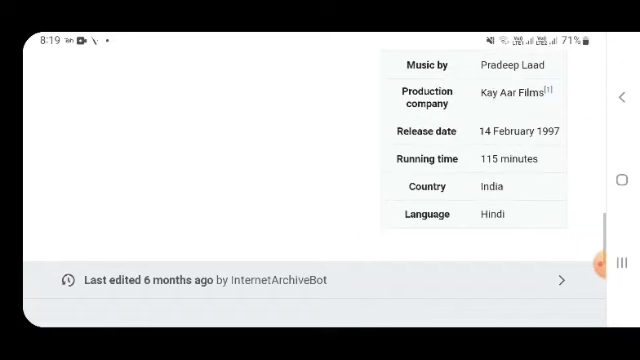 8:19
71%
Music by Pradeep Laad
Production company Kay Aar Films[1]
Release date 14 February 1997
Running time 115 minutes
Country India
Language Hindi
Last edited 6 months ago by InternetArchiveBot